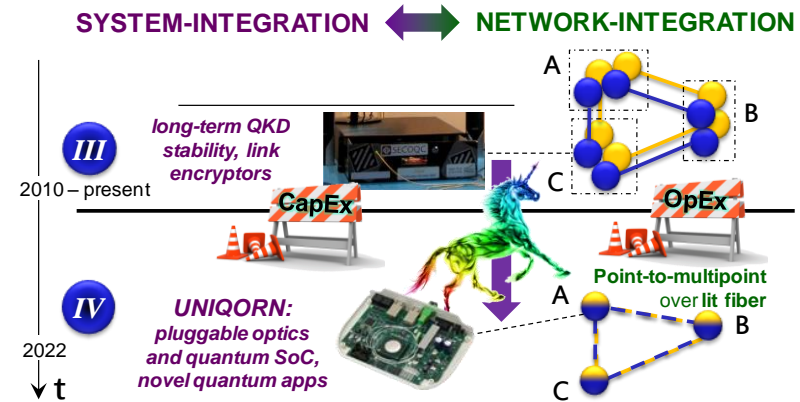 SYSTEM-INTEGRATION
NETWORK-INTEGRATION
III
2010 – present
long-term QKD
stability, link
encryptors
SECOQC
A
B
C
CapEx
OpEx
IV
2022
t
UNIQORN:
pluggable optics
and quantum SoC,
novel quantum apps
Point-to-multipoint
over lit fiber
A
B
C